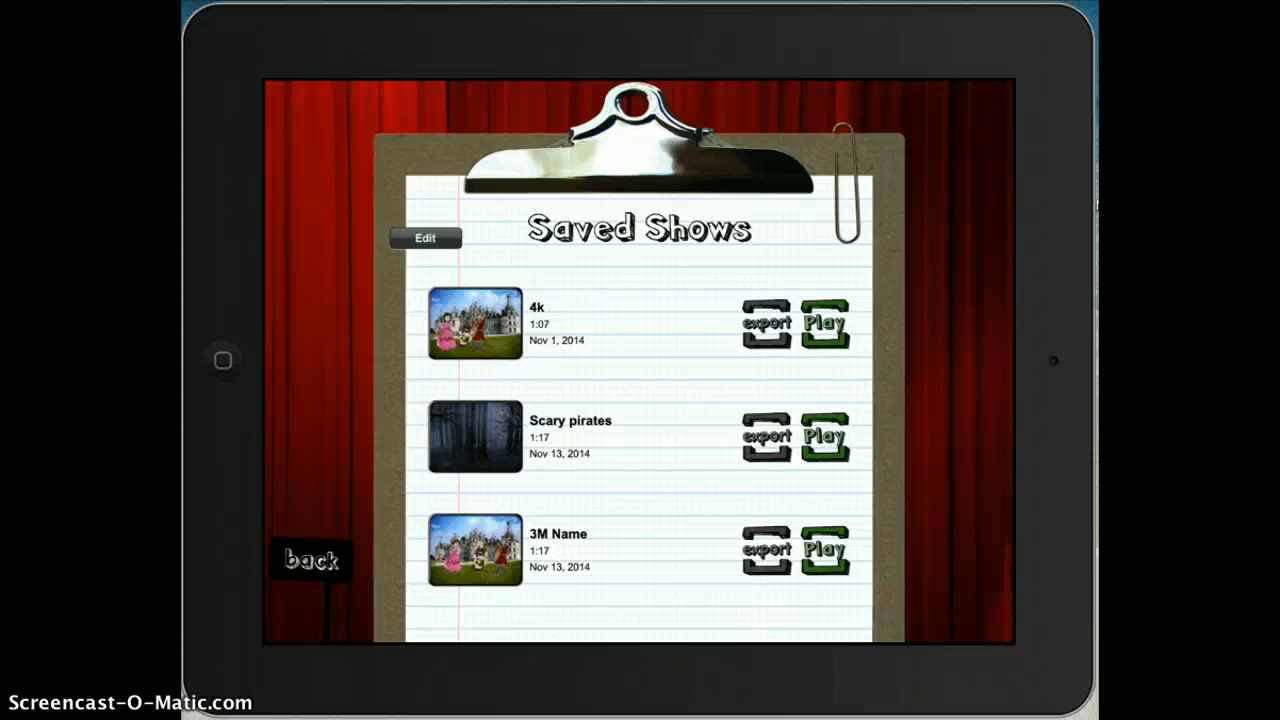 Saved Shows
Edit
4k
1:07
Nov 1, 2014
export
Play
Scary pirates
1:17
Nov 13, 2014
export
Play
3M Name
1:17
Nov 13, 2014
export
Play
back
Screencast-O-Matic.com